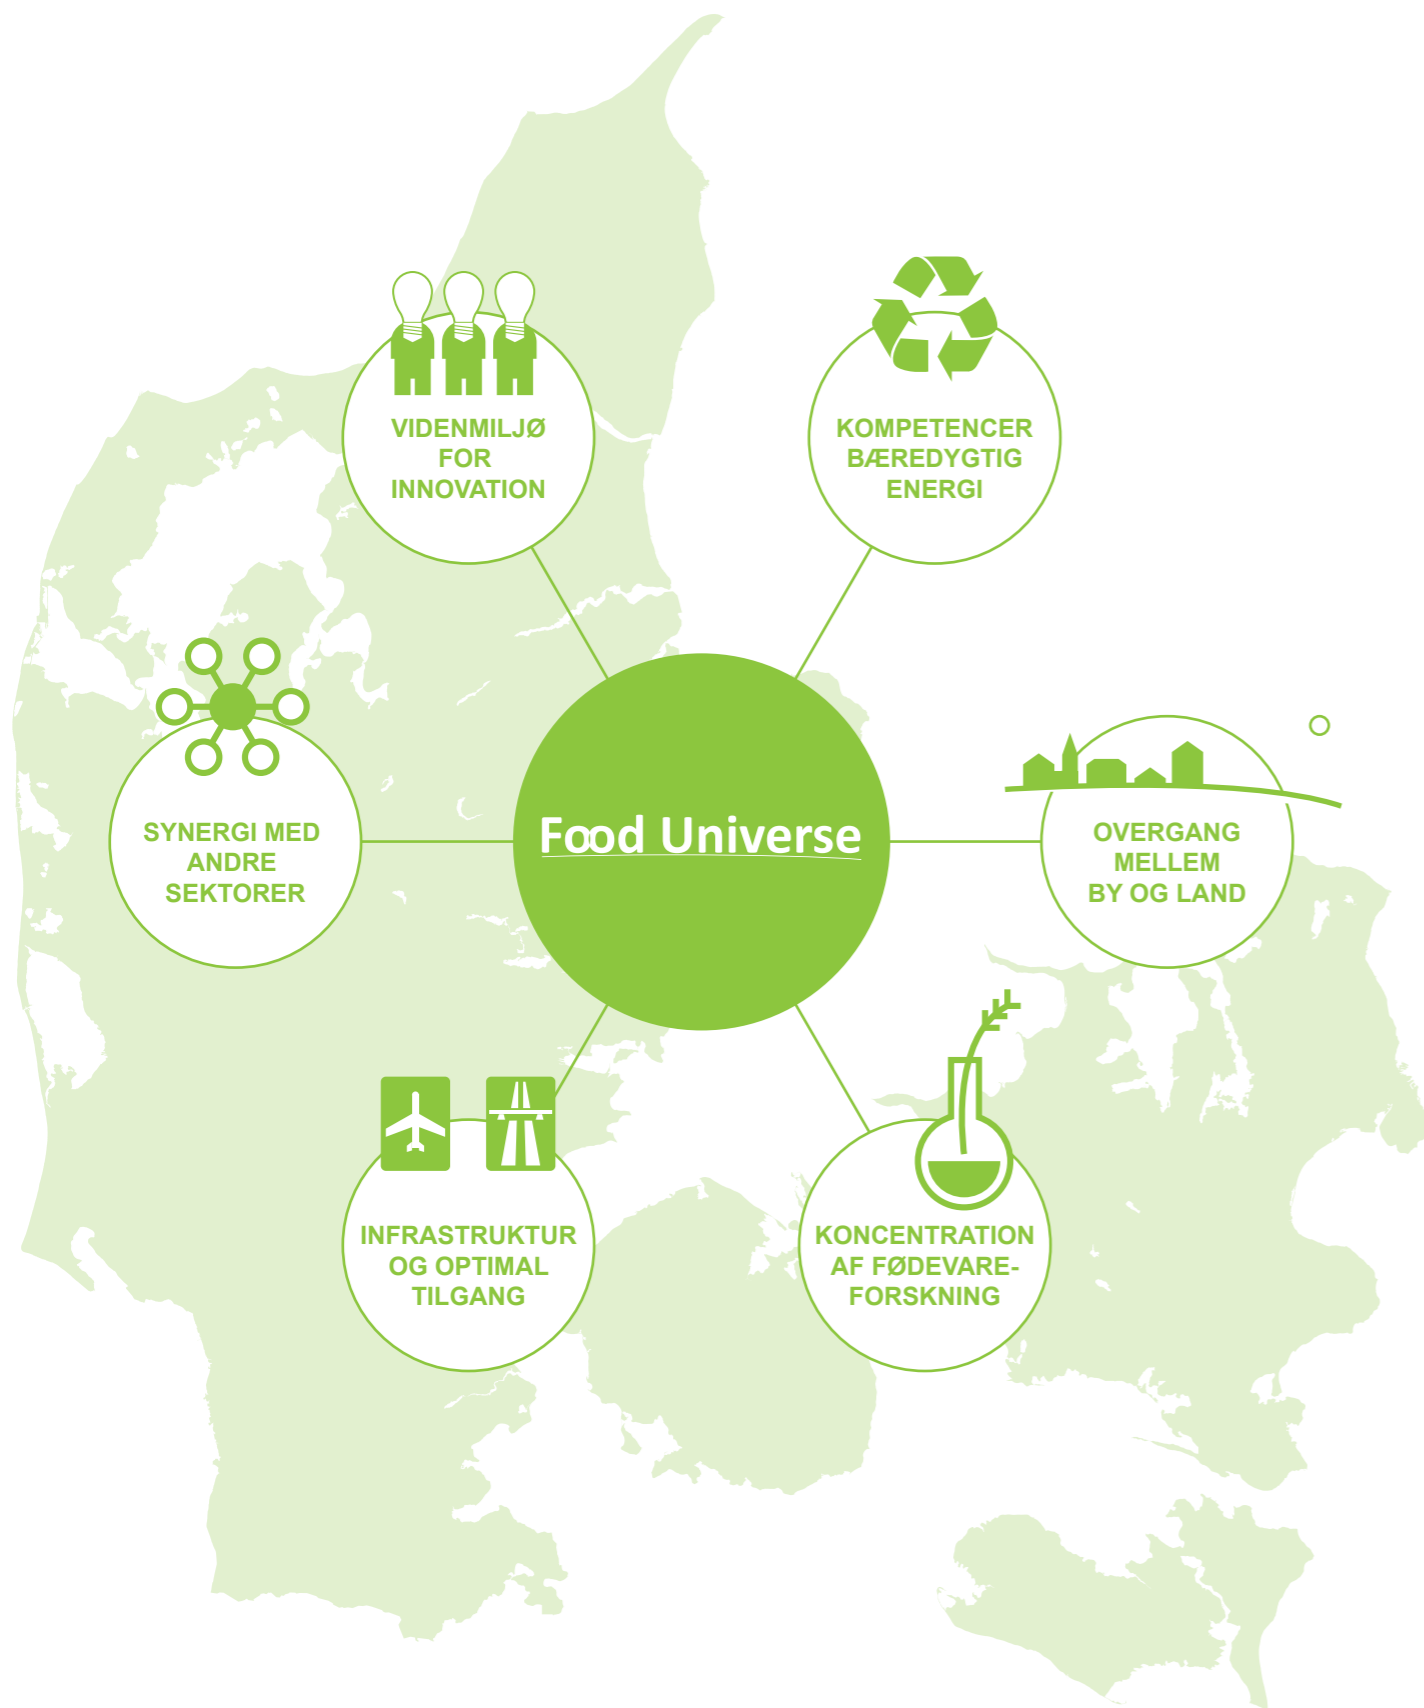 VIDENMILJØ
FOR
INNOVATION
KOMPETENCER
BÆREDYGTIG
ENERGI
SYNERGI MED
ANDRE
SEKTORER
Food Universe
OVERGANG
MELLEM
BY OG LAND
INFRASTRUKTUR
OG OPTIMAL
TILGANG
KONCENTRATION
AF FØDEVARE-
FORSKNING